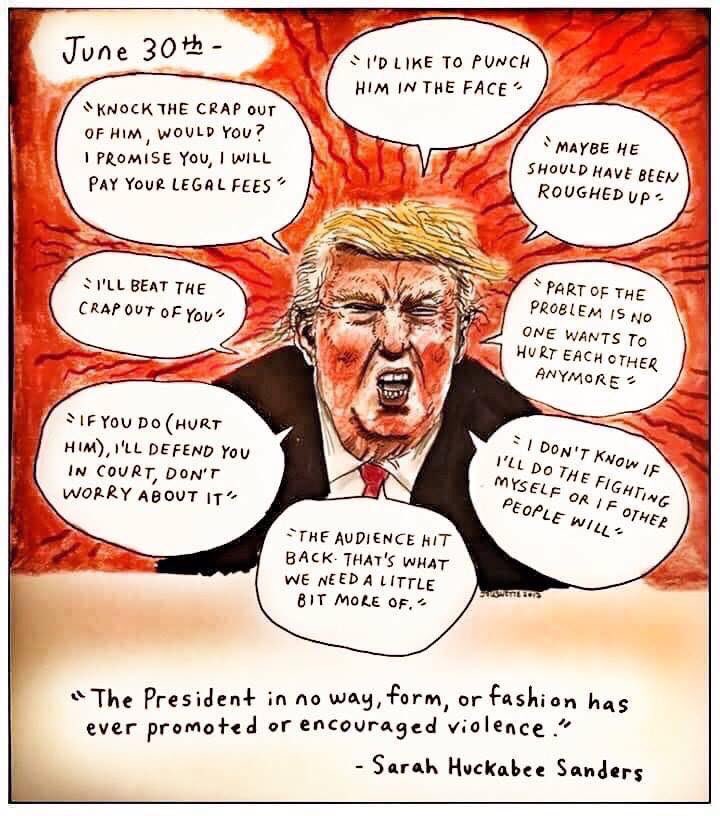 June 30th -
"I'D LIKE TO PUNCH
HIM IN THE FACE"
"KNOCK THE CRAP OUT
OF HIM, WOULD YOU?
I PROMISE YOU, I WILL
PAY YOUR LEGAL FEES"
"MAYBE HE
SHOULD HAVE BEEN
ROUGHED UP"
"I'LL BEAT THE
CRAP OUT OF YOU"
"PART OF THE
PROBLEM IS NO
ONE WANTS TO
HURT EACH OTHER
ANYMORE"
"IF YOU DO (HURT
HIM), I'LL DEFEND YOU
IN COURT, DON'T
WORRY ABOUT IT"
"I DON'T KNOW IF
I'LL DO THE FIGHTING
MYSELF OR IF OTHER
PEOPLE WILL"
"THE AUDIENCE HIT
BACK. THAT'S WHAT
WE NEED A LITTLE
BIT MORE OF."
"The President in no way, form, or fashion has
ever promoted or encouraged violence."
- Sarah Huckabee Sanders